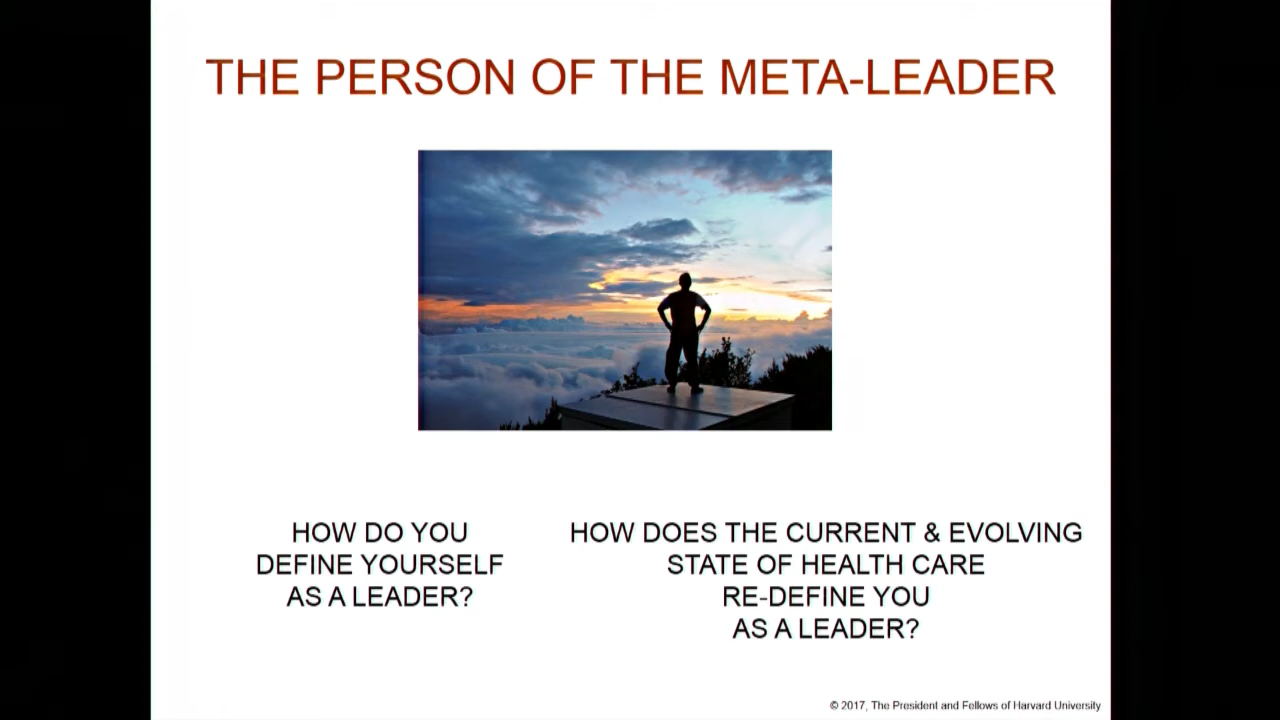 THE PERSON OF THE META-LEADER
HOW DO YOU
DEFINE YOURSELF
AS A LEADER?
HOW DOES THE CURRENT & EVOLVING
STATE OF HEALTH CARE
RE-DEFINE YOU
AS A LEADER?
© 2017, The President and Fellows of Harvard University